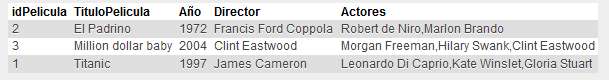 idPelicula TituloPelicula Año Director Actores
2 El Padrino 1972 Francis Ford Coppola Robert de Niro,Marlon Brando
3 Million dollar baby 2004 Clint Eastwood Morgan Freeman,Hilary Swank,Clint Eastwood
1 Titanic 1997 James Cameron Leonardo Di Caprio,Kate Winslet,Gloria Stuart